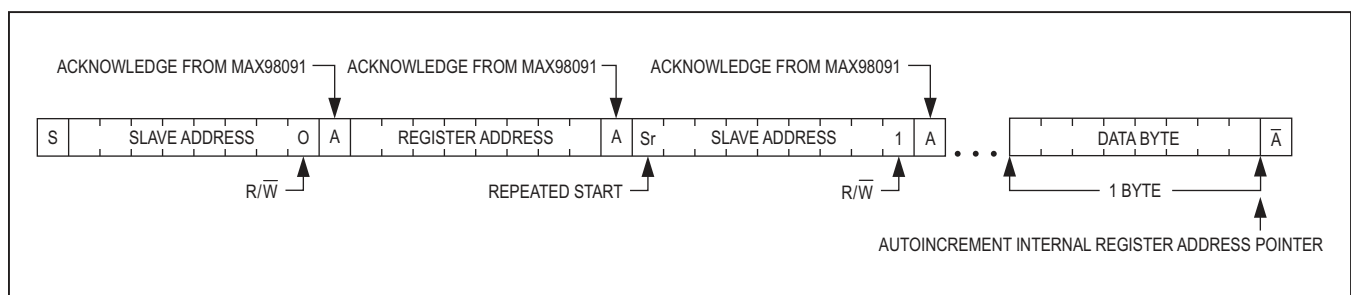 ACKNOWLEDGE FROM MAX98091 ACKNOWLEDGE FROM MAX98091 ACKNOWLEDGE FROM MAX98091
S SLAVE ADDRESS O A REGISTER ADDRESS A Sr SLAVE ADDRESS 1 A • • • DATA BYTE A̅
R/W̅ REPEATED START R/W̅ 1 BYTE
AUTOINCREMENT INTERNAL REGISTER ADDRESS POINTER